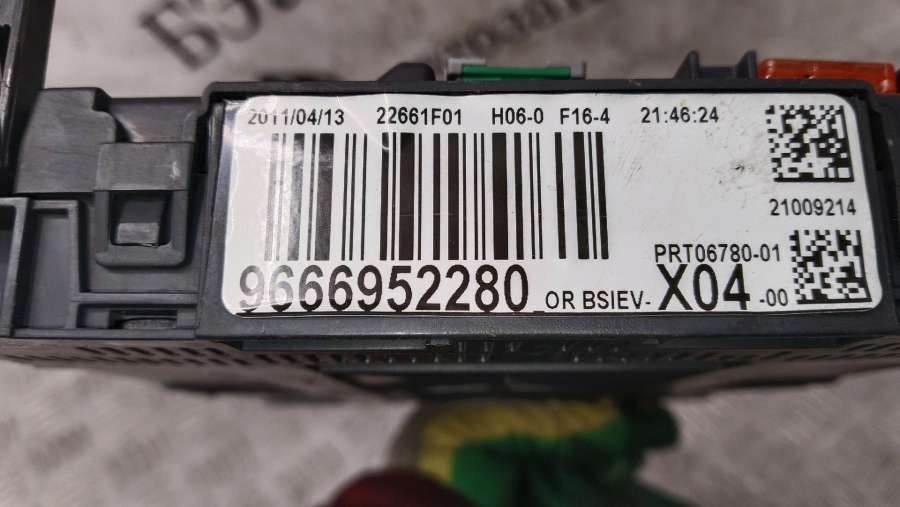 2011/04/13 22661F01 H06-0 F16-4 21:46:24
21009214
PRT06780-01
9666952280 OR BSIEV- X04 -00